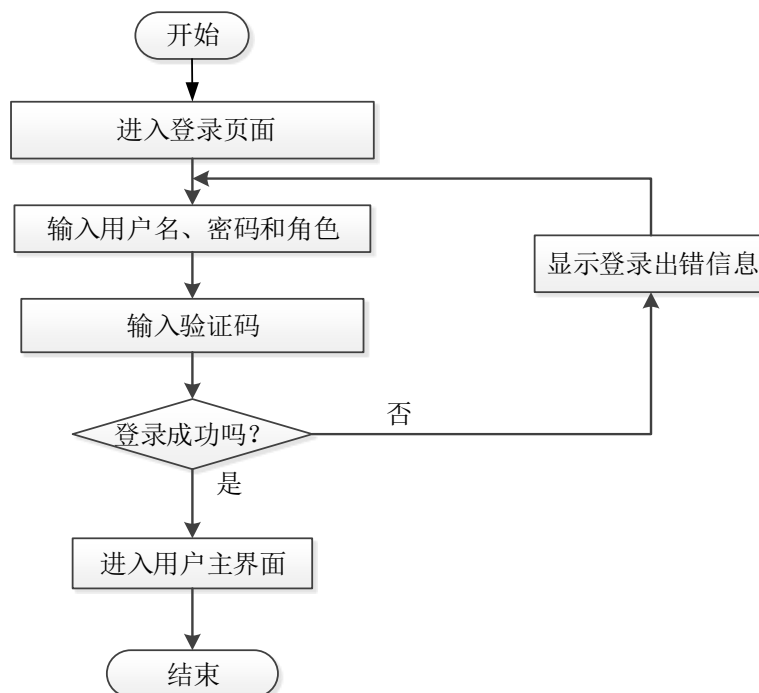 开始
进入登录页面
输入用户名、密码和角色
显示登录出错信息
输入验证码
否
登录成功吗?
是
进入用户主界面
结束